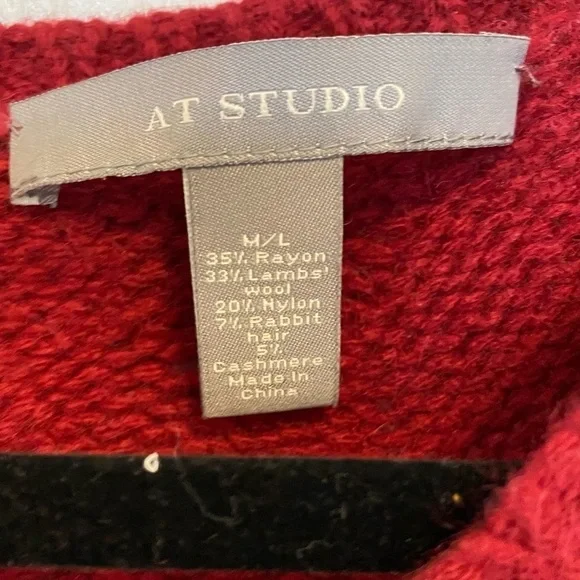 AT STUDIO
M/L
35% Rayon
33% Lambs'
wool
20% Nylon
7% Rabbit
hair
5%
Cashmere
Made In
China